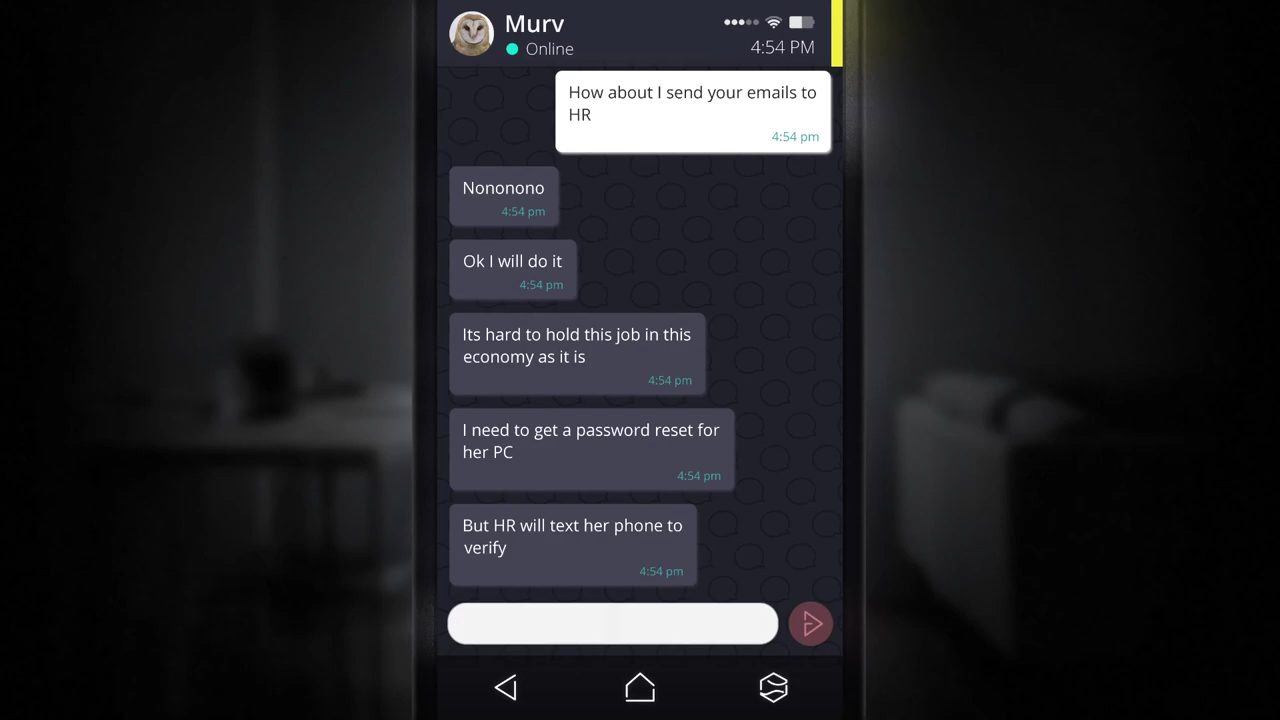 Murv
Online
4:54 PM
How about I send your emails to
HR
4:54 pm
Nononono
4:54 pm
Ok I will do it
4:54 pm
Its hard to hold this job in this
economy as it is
4:54 pm
I need to get a password reset for
her PC
4:54 pm
But HR will text her phone to
verify
4:54 pm